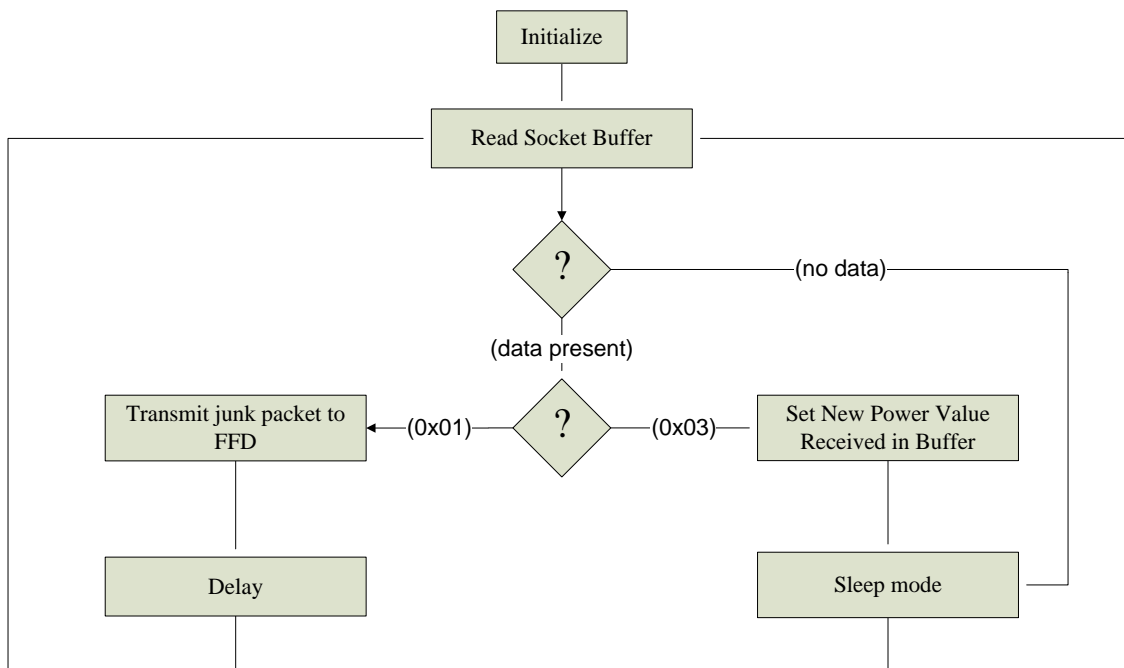 Initialize
Read Socket Buffer
?
(no data)
(data present)
Transmit junk packet to
FFD
(0x01)
?
(0x03)
Set New Power Value
Received in Buffer
Delay
Sleep mode